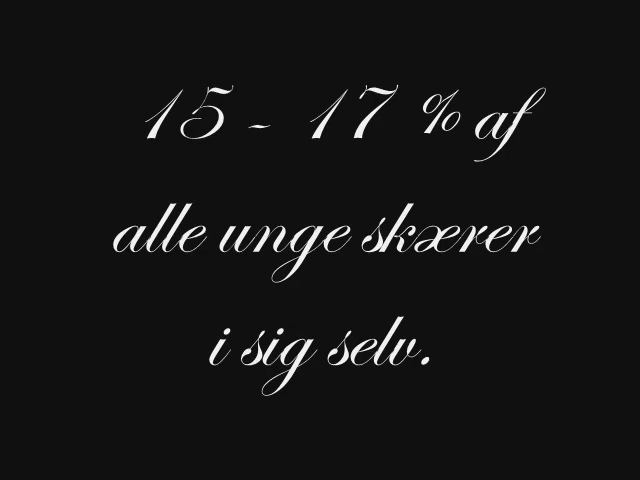 15 - 17 % af
alle unge skærer
i sig selv.